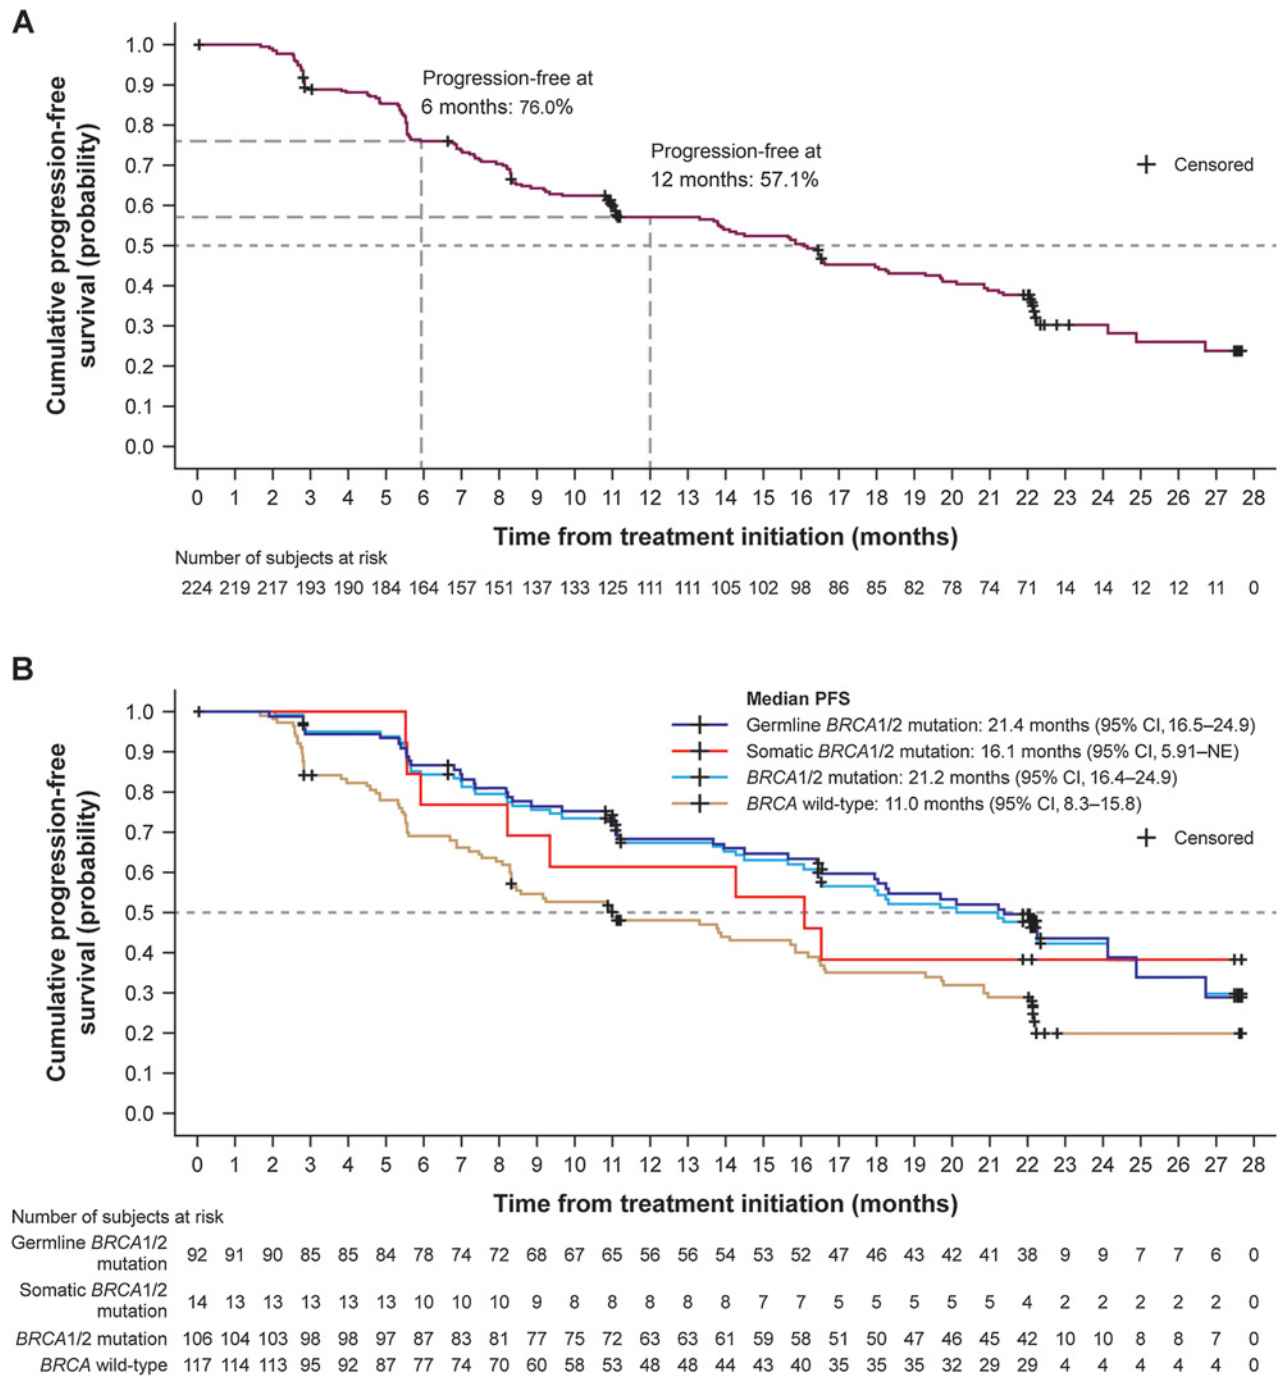 A
Cumulative progression-free
survival (probability)
1.0
0.9
0.8
0.7
0.6
0.5
0.4
0.3
0.2
0.1
0.0
Progression-free at
6 months: 76.0%
Progression-free at
12 months: 57.1%
Censored
0 1 2 3 4 5 6 7 8 9 10 11 12 13 14 15 16 17 18 19 20 21 22 23 24 25 26 27 28
Time from treatment initiation (months)
Number of subjects at risk
224 219 217 193 190 184 164 157 151 137 133 125 111 111 105 102 98 86 85 82 78 74 71 14 14 12 12 11 0
B
Cumulative progression-free
survival (probability)
1.0
0.9
0.8
0.7
0.6
0.5
0.4
0.3
0.2
0.1
0.0
Median PFS
Germline BRCA1/2 mutation: 21.4 months (95% CI, 16.5–24.9)
Somatic BRCA1/2 mutation: 16.1 months (95% CI, 5.91–NE)
BRCA1/2 mutation: 21.2 months (95% CI, 16.4–24.9)
BRCA wild-type: 11.0 months (95% CI, 8.3–15.8)
Censored
0 1 2 3 4 5 6 7 8 9 10 11 12 13 14 15 16 17 18 19 20 21 22 23 24 25 26 27 28
Time from treatment initiation (months)
Number of subjects at risk
Germline BRCA1/2
mutation
92 91 90 85 85 84 78 74 72 68 67 65 56 56 54 53 52 47 46 43 42 41 38 9 9 7 7 6 0
Somatic BRCA1/2
mutation
14 13 13 13 13 13 10 10 10 9 8 8 8 8 8 7 7 5 5 5 5 5 4 2 2 2 2 2 0
BRCA1/2 mutation 106 104 103 98 98 97 87 83 81 77 75 72 63 63 61 59 58 51 50 47 46 45 42 10 10 8 8 7 0
BRCA wild-type 117 114 113 95 92 87 77 74 70 60 58 53 48 48 44 43 40 35 35 35 32 29 29 4 4 4 4 4 0